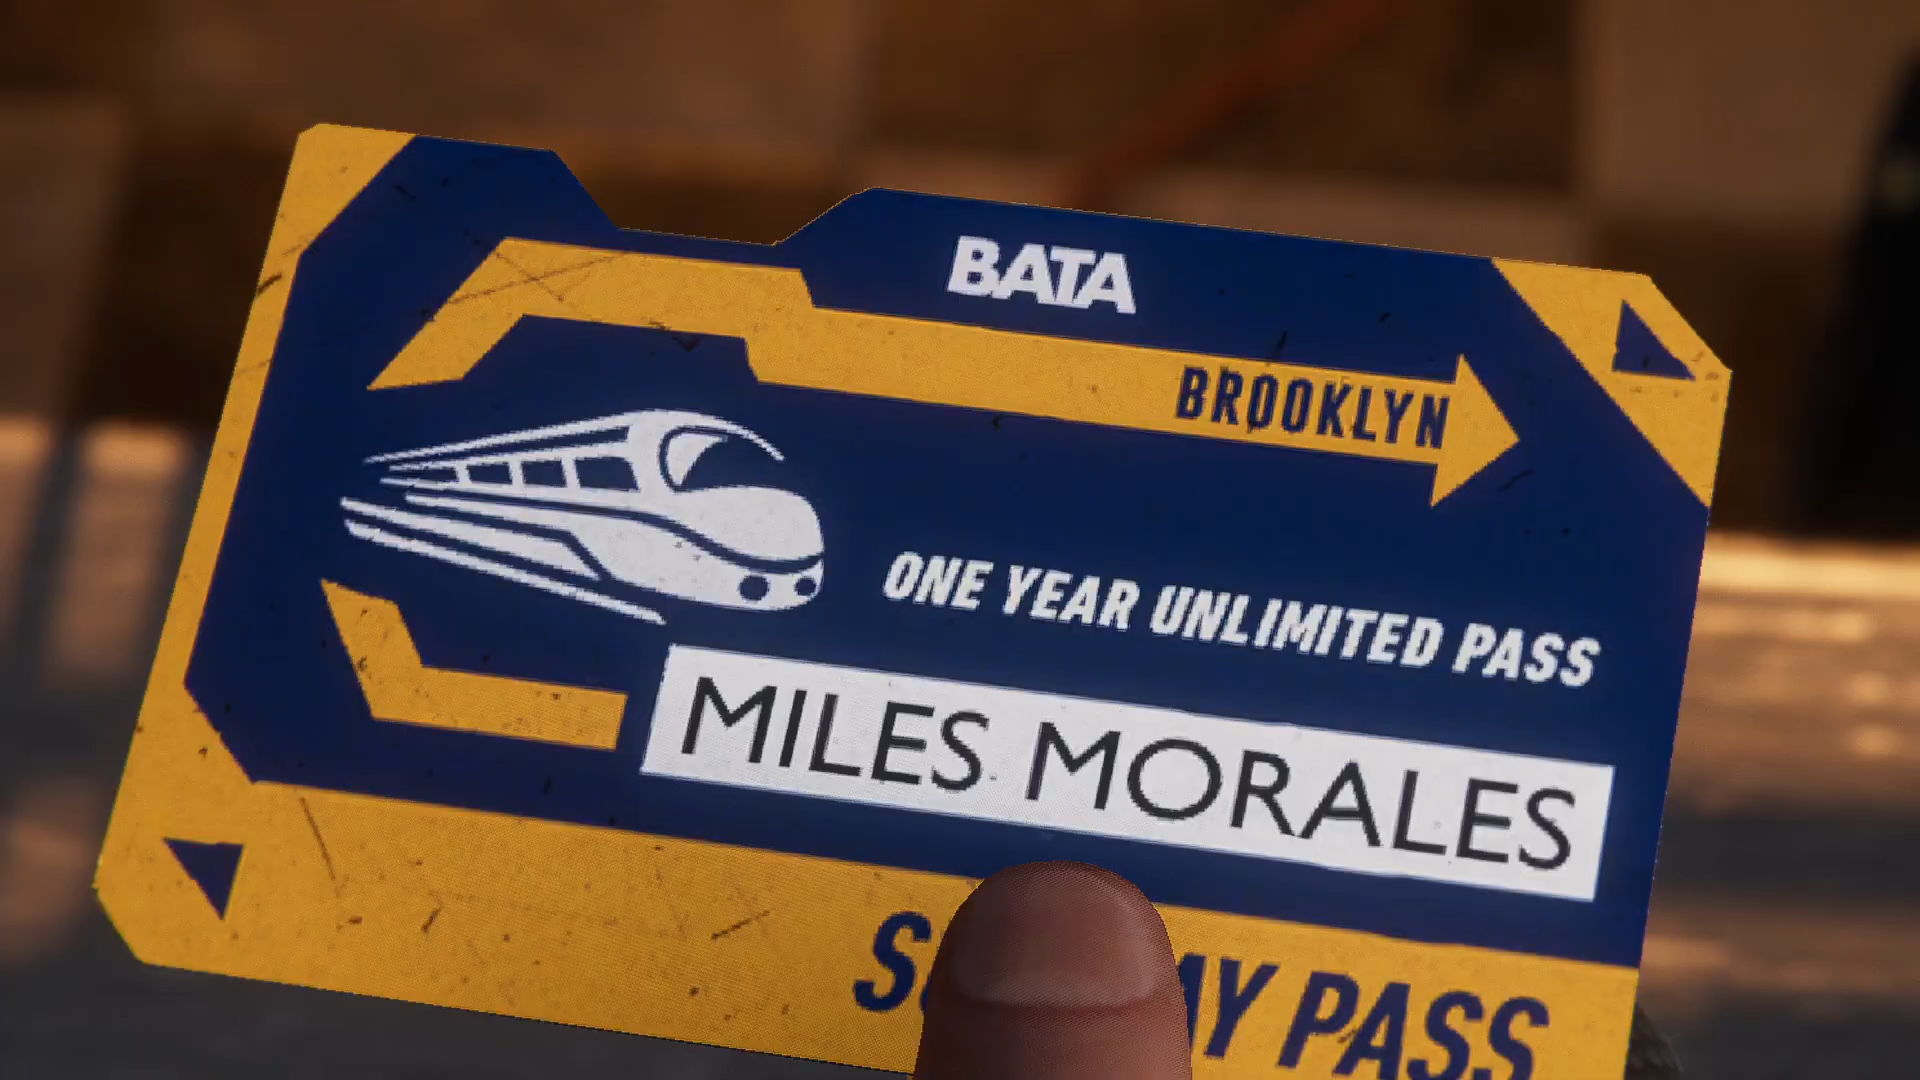 BATA
BROOKLYN
ONE YEAR UNLIMITED PASS
MILES MORALES
PASS